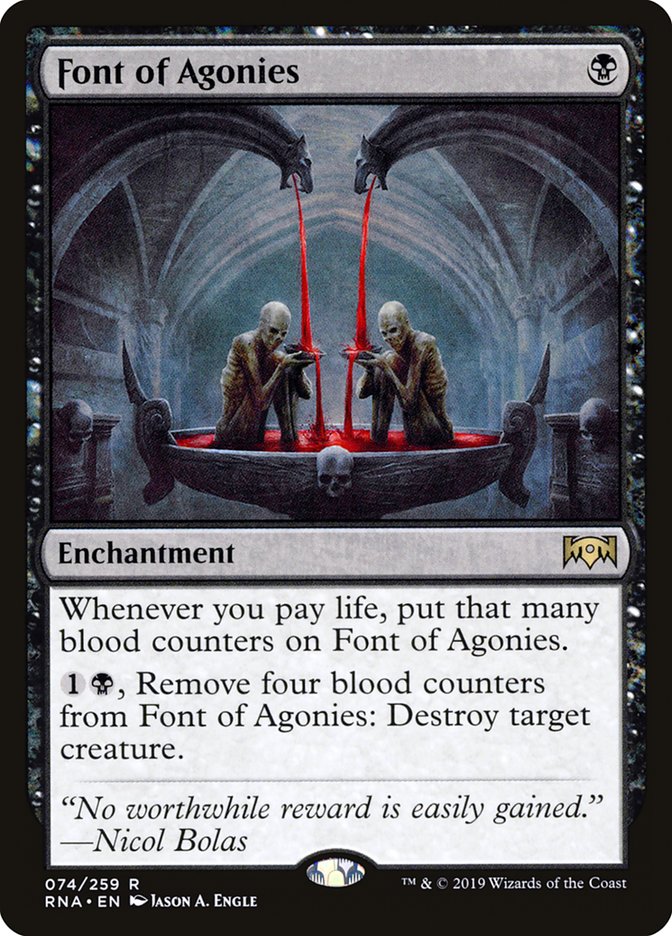 Font of Agonies
Enchantment
Whenever you pay life, put that many
blood counters on Font of Agonies.
1, Remove four blood counters
from Font of Agonies: Destroy target
creature.
“No worthwhile reward is easily gained.”
—Nicol Bolas
074/259 R
RNA • EN Jason A. Engle
™ & © 2019 Wizards of the Coast